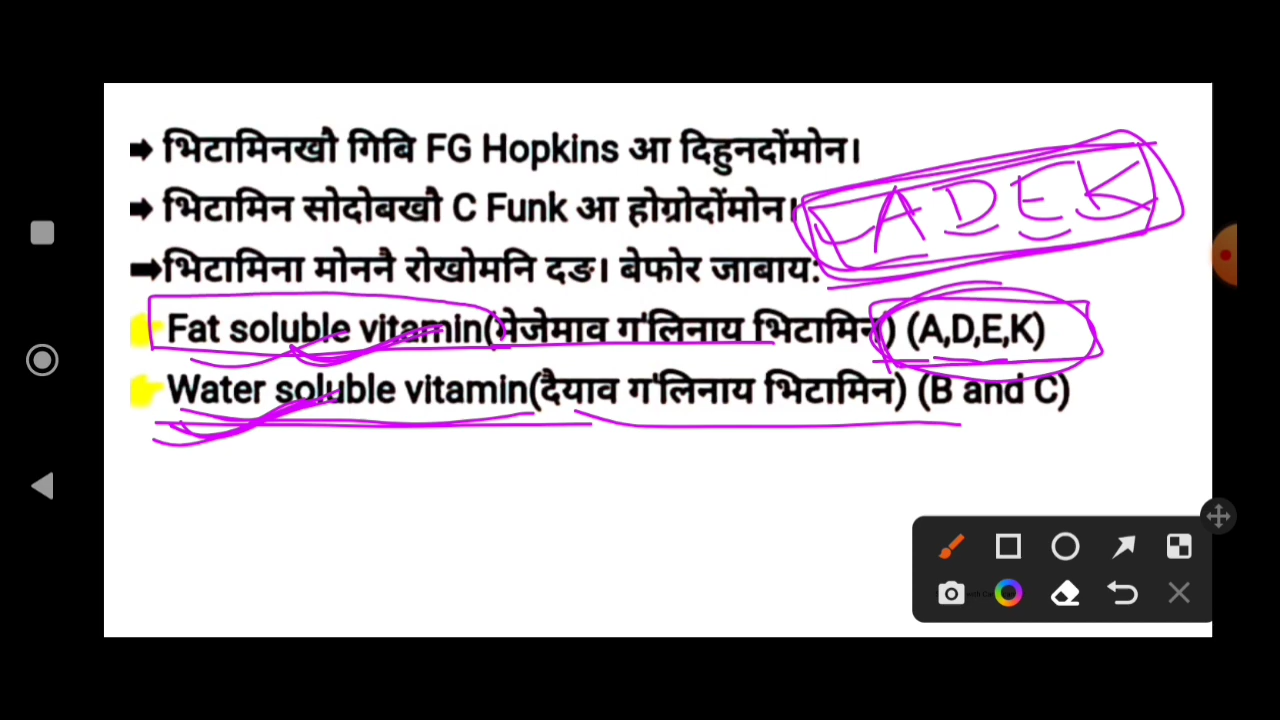 ➡ भिटामिनखौ गिबि FG Hopkins आ दिहुनदोंमोन।
➡ भिटामिन सोदोबखौ C Funk आ होग्रोदोंमोन।
ADEK
➡भिटामिना मोननै रोखोमनि दङ। बेफोर जाबाय:
👉 Fat soluble vitamin(भेजेमाव ग'लिनाय भिटामिन) (A,D,E,K)
👉 Water soluble vitamin(दैयाव ग'लिनाय भिटामिन) (B and C)